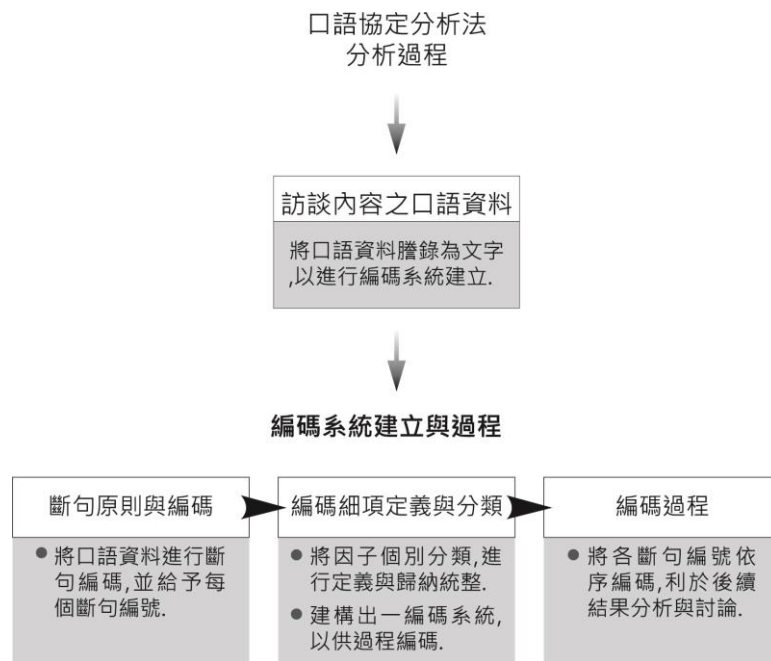 口語協定分析法
分析過程
訪談內容之口語資料
將口語資料謄錄為文字
,以進行編碼系統建立.
編碼系統建立與過程
斷句原則與編碼
● 將口語資料進行斷
句編碼,並給予每
個斷句編號.
編碼細項定義與分類
● 將因子個別分類,進
行定義與歸納統整.
● 建構出一編碼系統,
以供過程編碼.
編碼過程
● 將各斷句編號依
序編碼,利於後續
結果分析與討論.